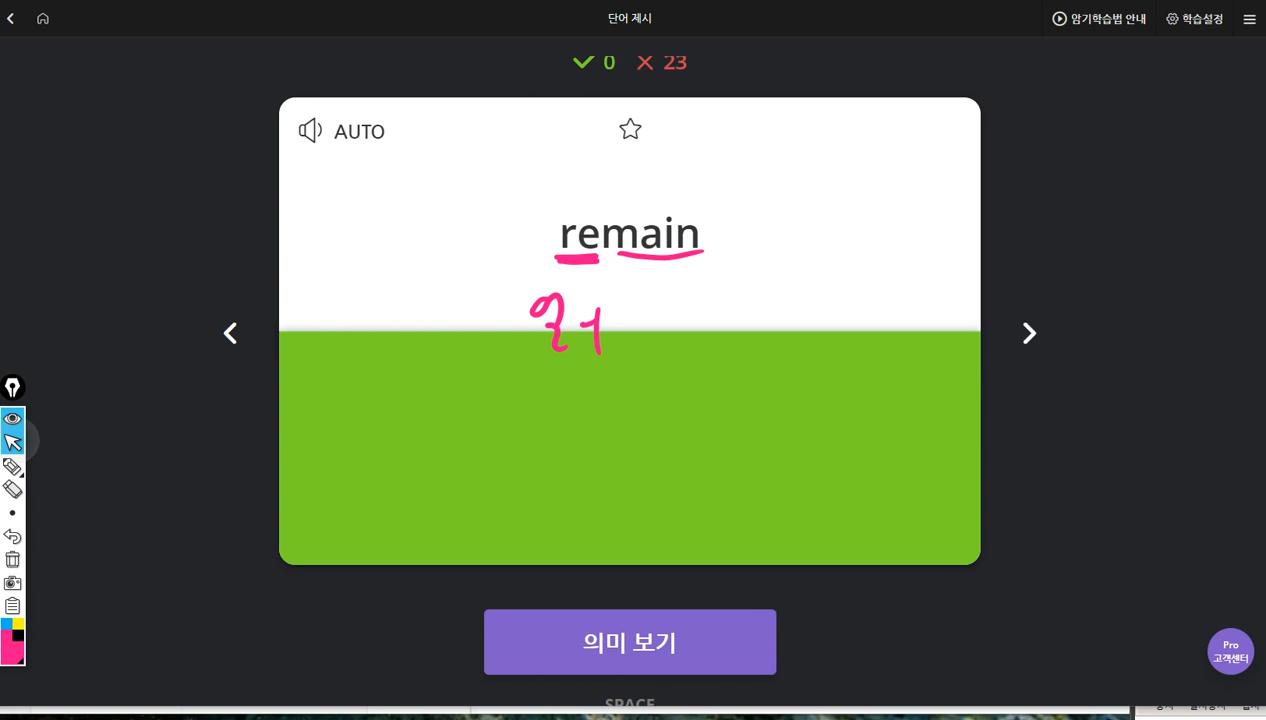 단어 제시
암기학습법 안내
학습설정
0
23
AUTO
remain
의미 보기
SPACE
Pro
고객센터